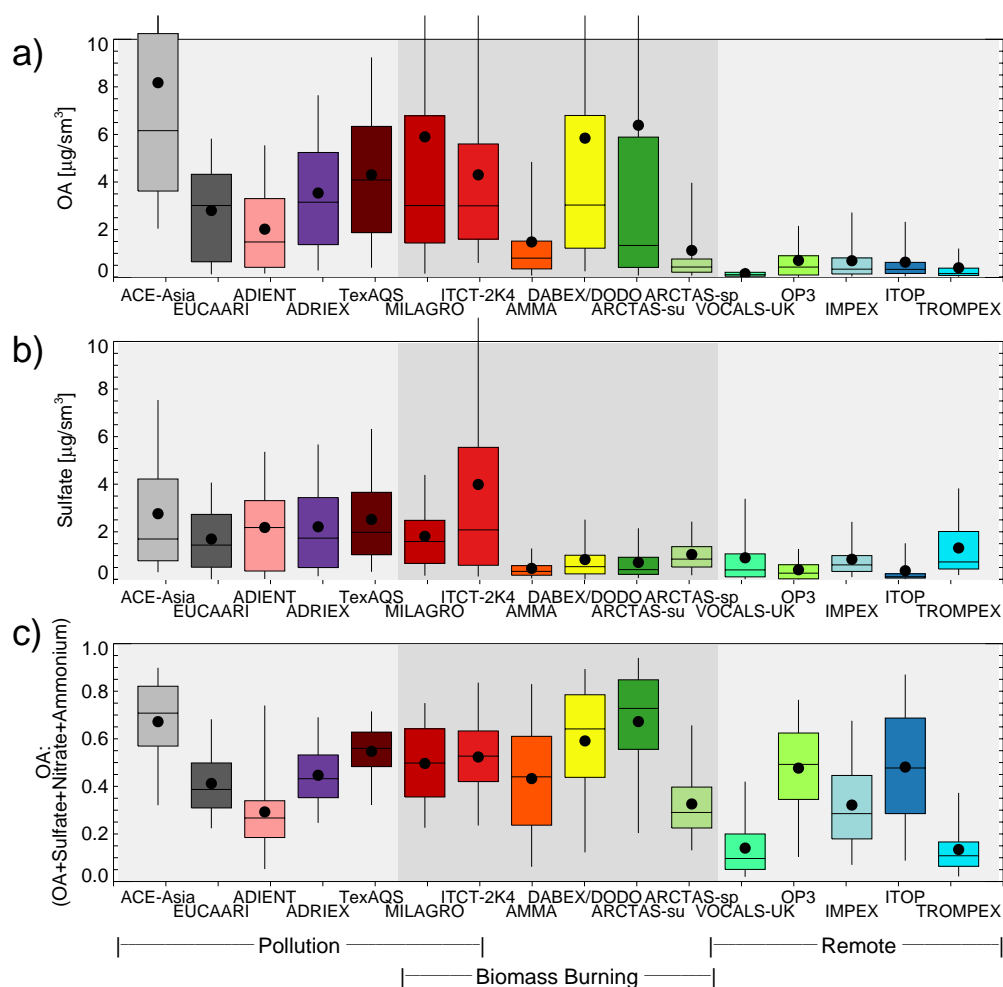 a)
OA [µg/sm³]
10
8
6
4
2
0
ACE-Asia ADIENT TexAQS ITCT-2K4 DABEX/DODO ARCTAS-sp OP3 ITOP
EUCAARI ADRIEX MILAGRO AMMA ARCTAS-su VOCALS-UK IMPEX TROMPEX
b)
Sulfate [µg/sm³]
10
8
6
4
2
0
ACE-Asia ADIENT TexAQS ITCT-2K4 DABEX/DODO ARCTAS-sp OP3 ITOP
EUCAARI ADRIEX MILAGRO AMMA ARCTAS-su VOCALS-UK IMPEX TROMPEX
c)
OA:
(OA+Sulfate+Nitrate+Ammonium)
1.0
0.8
0.6
0.4
0.2
0.0
ACE-Asia ADIENT TexAQS ITCT-2K4 DABEX/DODO ARCTAS-sp OP3 ITOP
EUCAARI ADRIEX MILAGRO AMMA ARCTAS-su VOCALS-UK IMPEX TROMPEX
Pollution Remote
Biomass Burning